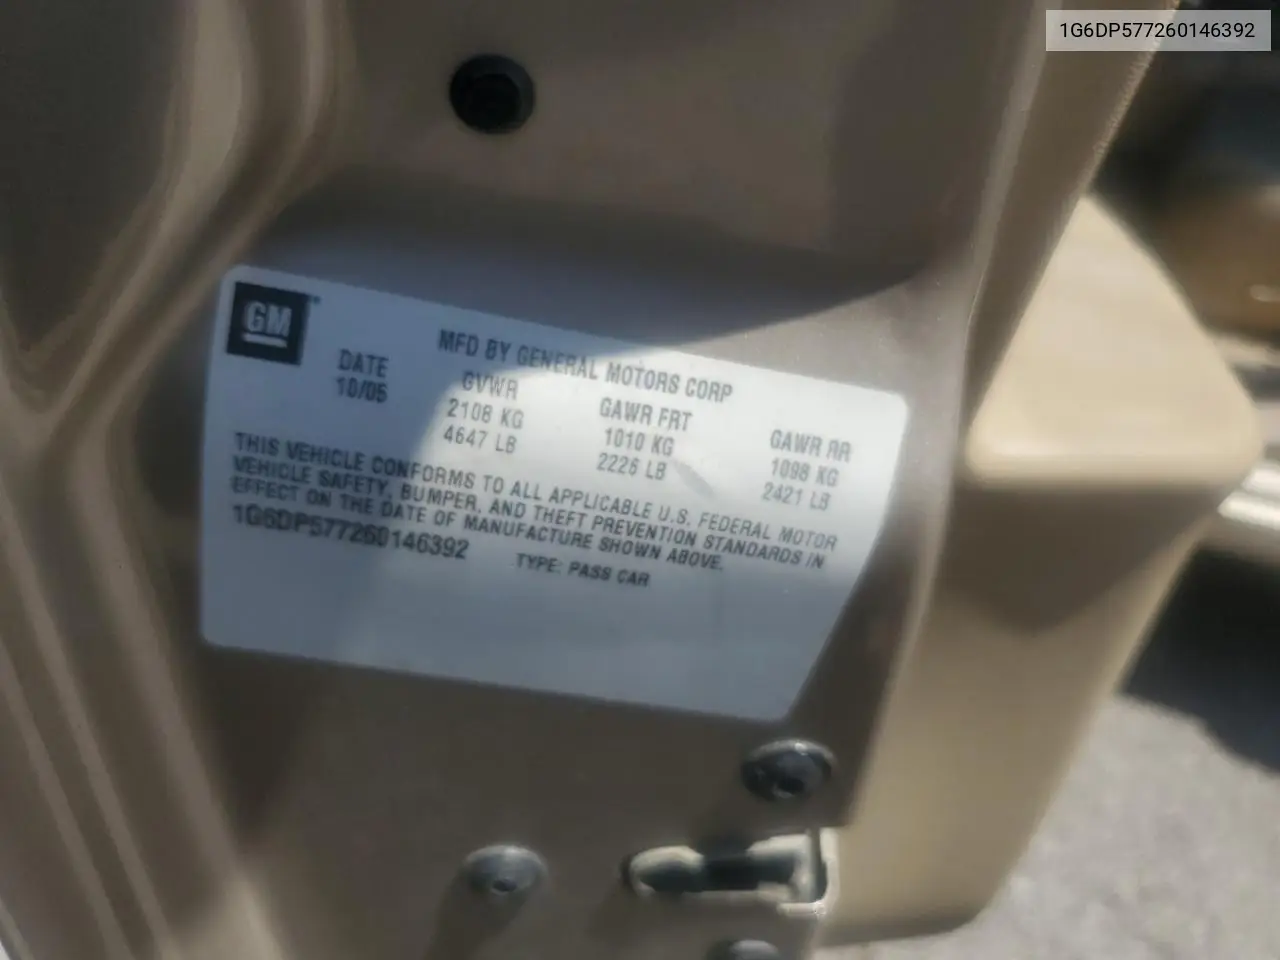 1G6DP577260146392
GM
MFD BY GENERAL MOTORS CORP
DATE GVWR GAWR FRT GAWR RR
10/05 2108 KG 1010 KG 1098 KG
4647 LB 2226 LB 2421 LB
THIS VEHICLE CONFORMS TO ALL APPLICABLE U.S. FEDERAL MOTOR
VEHICLE SAFETY, BUMPER, AND THEFT PREVENTION STANDARDS IN
EFFECT ON THE DATE OF MANUFACTURE SHOWN ABOVE.
1G6DP577260146392 TYPE: PASS CAR